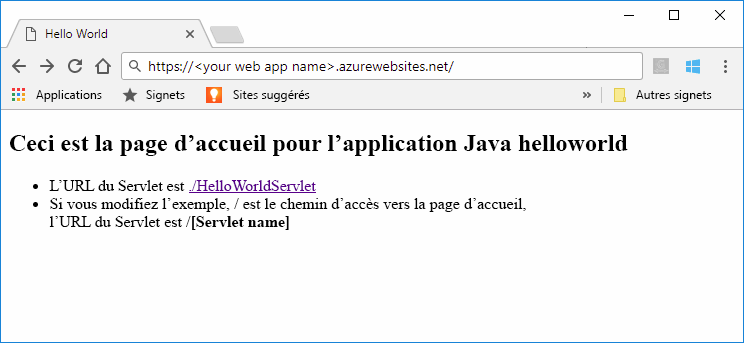 Hello World
https://<your web app name>.azurewebsites.net/
Applications Signets Sites suggérés » Autres signets
Ceci est la page d’accueil pour l’application Java helloworld
• L’URL du Servlet est ./HelloWorldServlet
• Si vous modifiez l’exemple, / est le chemin d’accès vers la page d’accueil,
l’URL du Servlet est /[Servlet name]